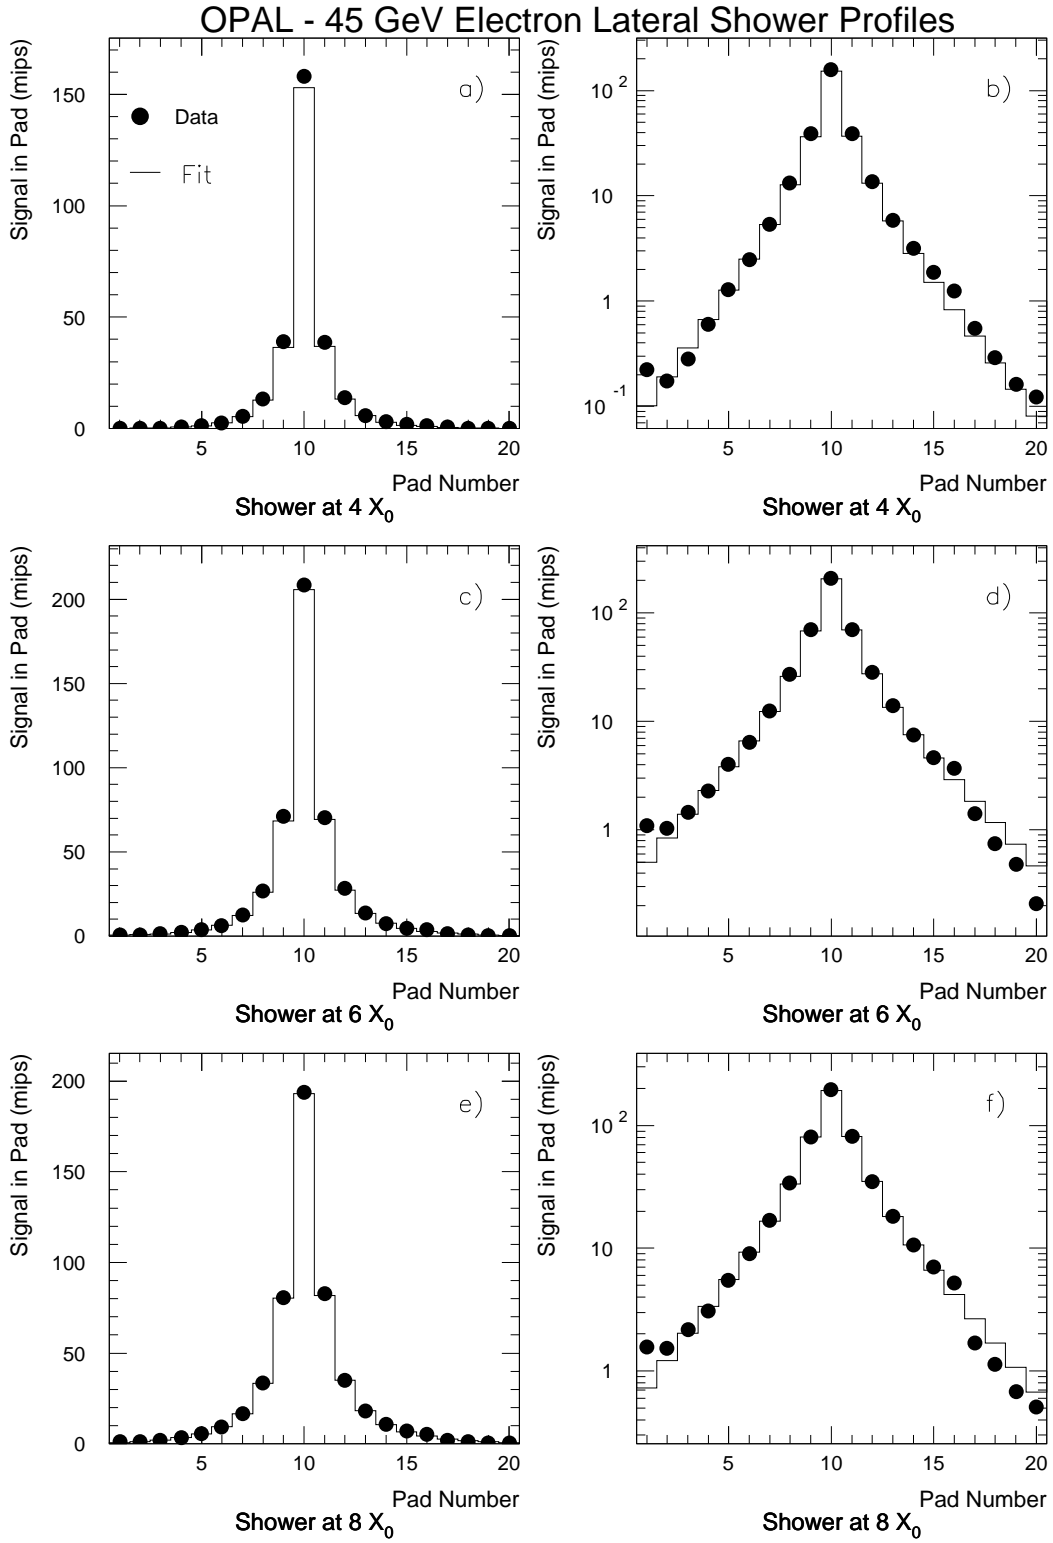 OPAL - 45 GeV Electron Lateral Shower Profiles
Signal in Pad (mips)
150
100
50
0
a)
Data
Fit
5 10 15 20
Pad Number
Shower at 4 X0
Signal in Pad (mips)
10 2
10
1
10 -1
b)
5 10 15 20
Pad Number
Shower at 4 X0
Signal in Pad (mips)
200
150
100
50
0
c)
5 10 15 20
Pad Number
Shower at 6 X0
Signal in Pad (mips)
10 2
10
1
d)
5 10 15 20
Pad Number
Shower at 6 X0
Signal in Pad (mips)
200
150
100
50
0
e)
5 10 15 20
Pad Number
Shower at 8 X0
Signal in Pad (mips)
10 2
10
1
f)
5 10 15 20
Pad Number
Shower at 8 X0